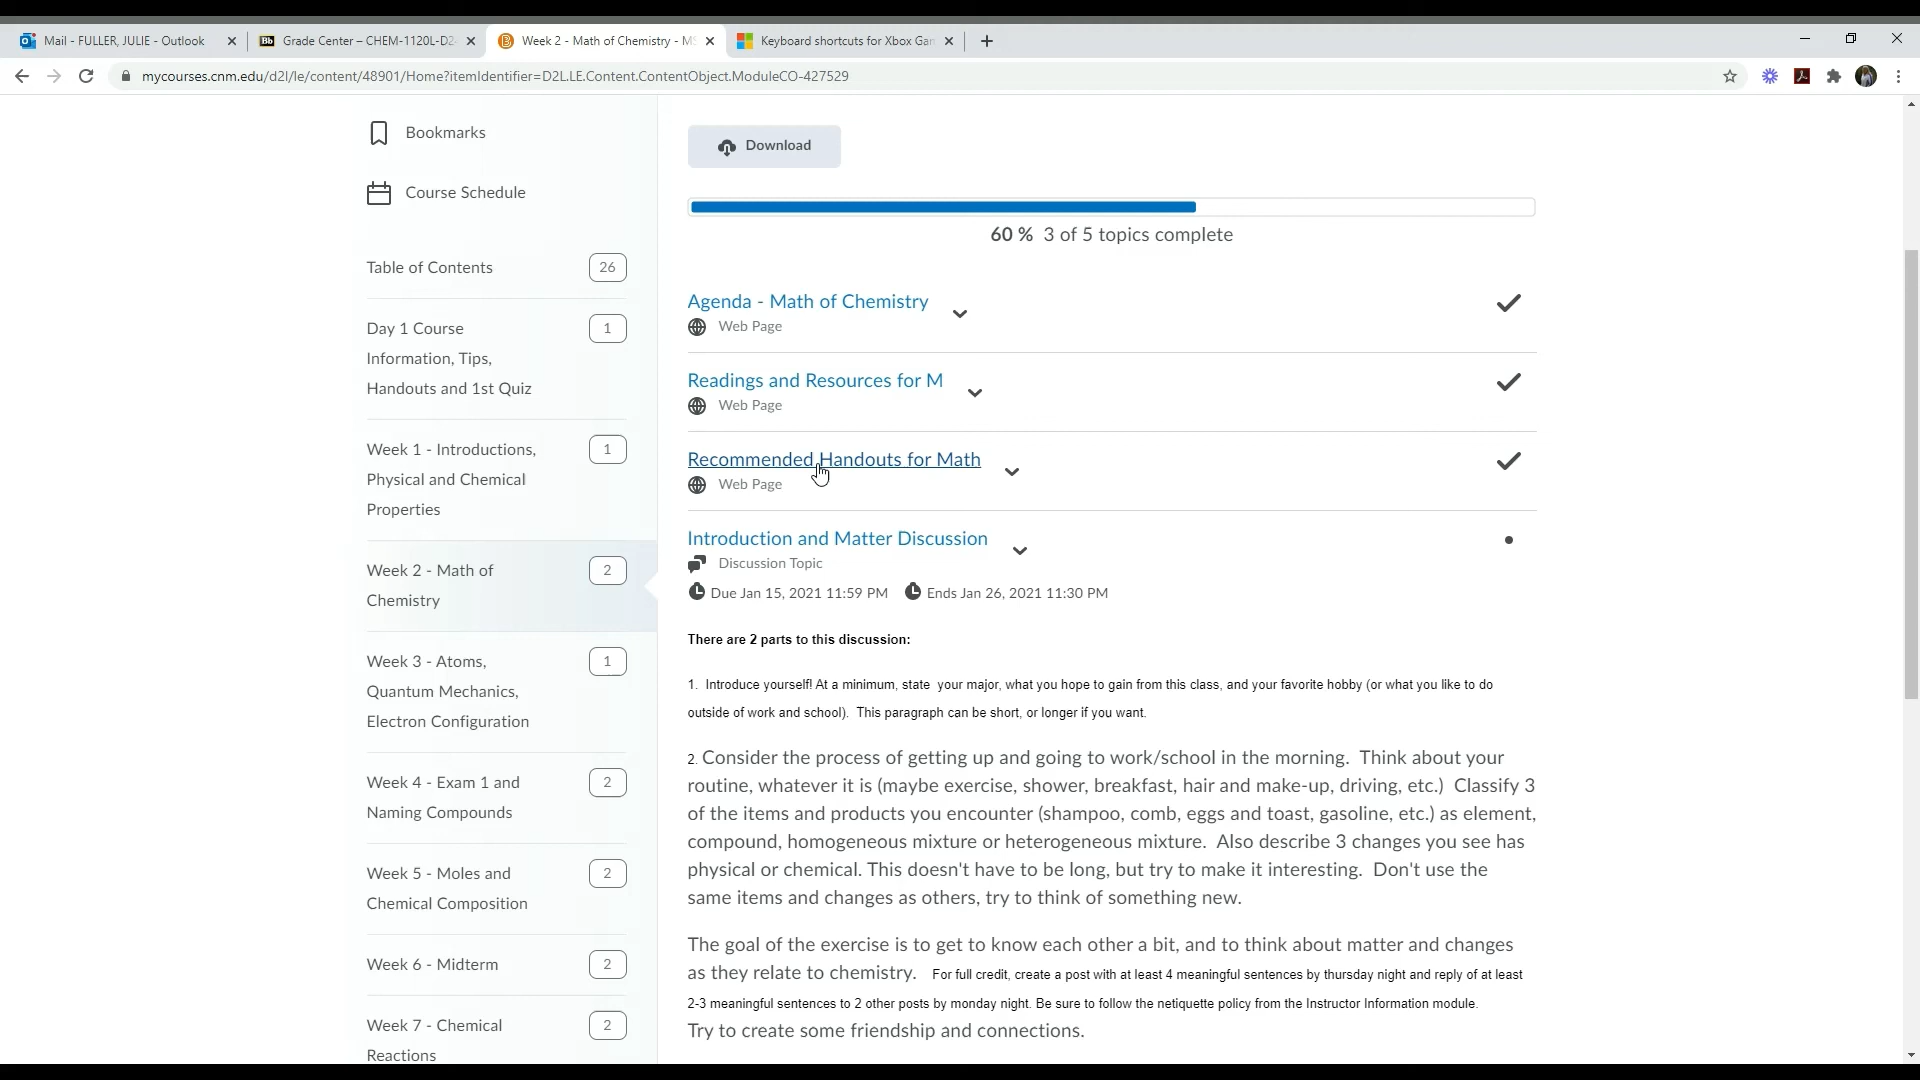 Mail - FULLER, JULIE - Outlook
Grade Center – CHEM-1120L-D2
Week 2 - Math of Chemistry - MS
Keyboard shortcuts for Xbox Gam
mycourses.cnm.edu/d2l/le/content/48901/Home?itemIdentifier=D2L.LE.Content.ContentObject.ModuleCO-427529
Bookmarks
Course Schedule
Table of Contents 26
Day 1 Course 1
Information, Tips,
Handouts and 1st Quiz
Week 1 - Introductions, 1
Physical and Chemical
Properties
Week 2 - Math of 2
Chemistry
Week 3 - Atoms, 1
Quantum Mechanics,
Electron Configuration
Week 4 - Exam 1 and 2
Naming Compounds
Week 5 - Moles and 2
Chemical Composition
Week 6 - Midterm 2
Week 7 - Chemical 2
Reactions
Download
60 % 3 of 5 topics complete
Agenda - Math of Chemistry
Web Page
Readings and Resources for M
Web Page
Recommended Handouts for Math
Web Page
Introduction and Matter Discussion
Discussion Topic
Due Jan 15, 2021 11:59 PM Ends Jan 26, 2021 11:30 PM
There are 2 parts to this discussion:
1. Introduce yourself! At a minimum, state your major, what you hope to gain from this class, and your favorite hobby (or what you like to do
outside of work and school). This paragraph can be short, or longer if you want.
2. Consider the process of getting up and going to work/school in the morning. Think about your
routine, whatever it is (maybe exercise, shower, breakfast, hair and make-up, driving, etc.) Classify 3
of the items and products you encounter (shampoo, comb, eggs and toast, gasoline, etc.) as element,
compound, homogeneous mixture or heterogeneous mixture. Also describe 3 changes you see has
physical or chemical. This doesn't have to be long, but try to make it interesting. Don't use the
same items and changes as others, try to think of something new.
The goal of the exercise is to get to know each other a bit, and to think about matter and changes
as they relate to chemistry. For full credit, create a post with at least 4 meaningful sentences by thursday night and reply of at least
2-3 meaningful sentences to 2 other posts by monday night. Be sure to follow the netiquette policy from the Instructor Information module.
Try to create some friendship and connections.